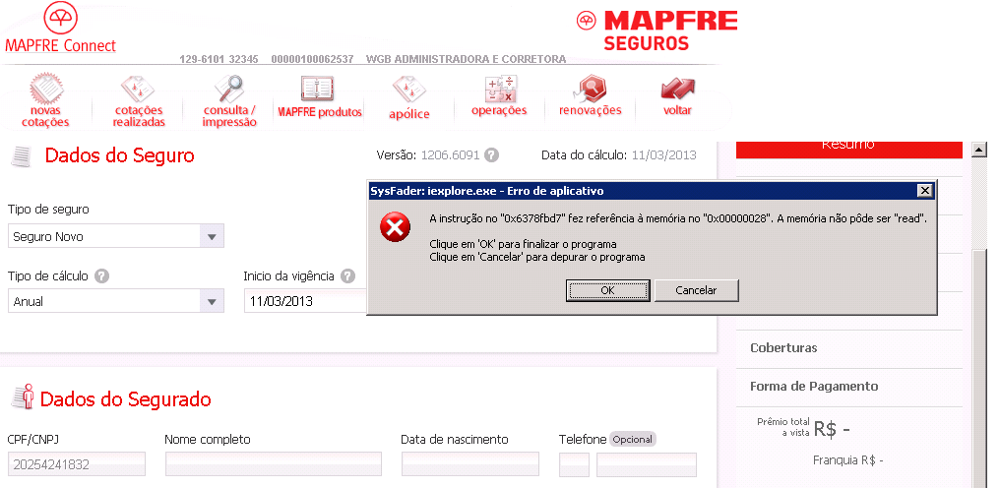 MAPFRE Connect
MAPFRE
SEGUROS
129-6101 32345 00000100062537 WGB ADMINISTRADORA E CORRETORA
novas
cotações
cotações
realizadas
consulta /
impressão
MAPFRE produtos
apólice
operações
renovações
voltar
Dados do Seguro
Versão: 1206.6091 ?
Data do cálculo: 11/03/2013
Resumo
Tipo de seguro
Seguro Novo
Tipo de cálculo ?
Anual
Inicio da vigência ?
11/03/2013
SysFader: iexplore.exe - Erro de aplicativo
A instrução no "0x6378fbd7" fez referência à memória no "0x00000028". A memória não pôde ser "read".
Clique em 'OK' para finalizar o programa
Clique em 'Cancelar' para depurar o programa
OK
Cancelar
Coberturas
Forma de Pagamento
Prêmio total
a vista
R$ -
Franquia R$ -
Dados do Segurado
CPF/CNPJ
20254241832
Nome completo
Data de nascimento
Telefone Opcional